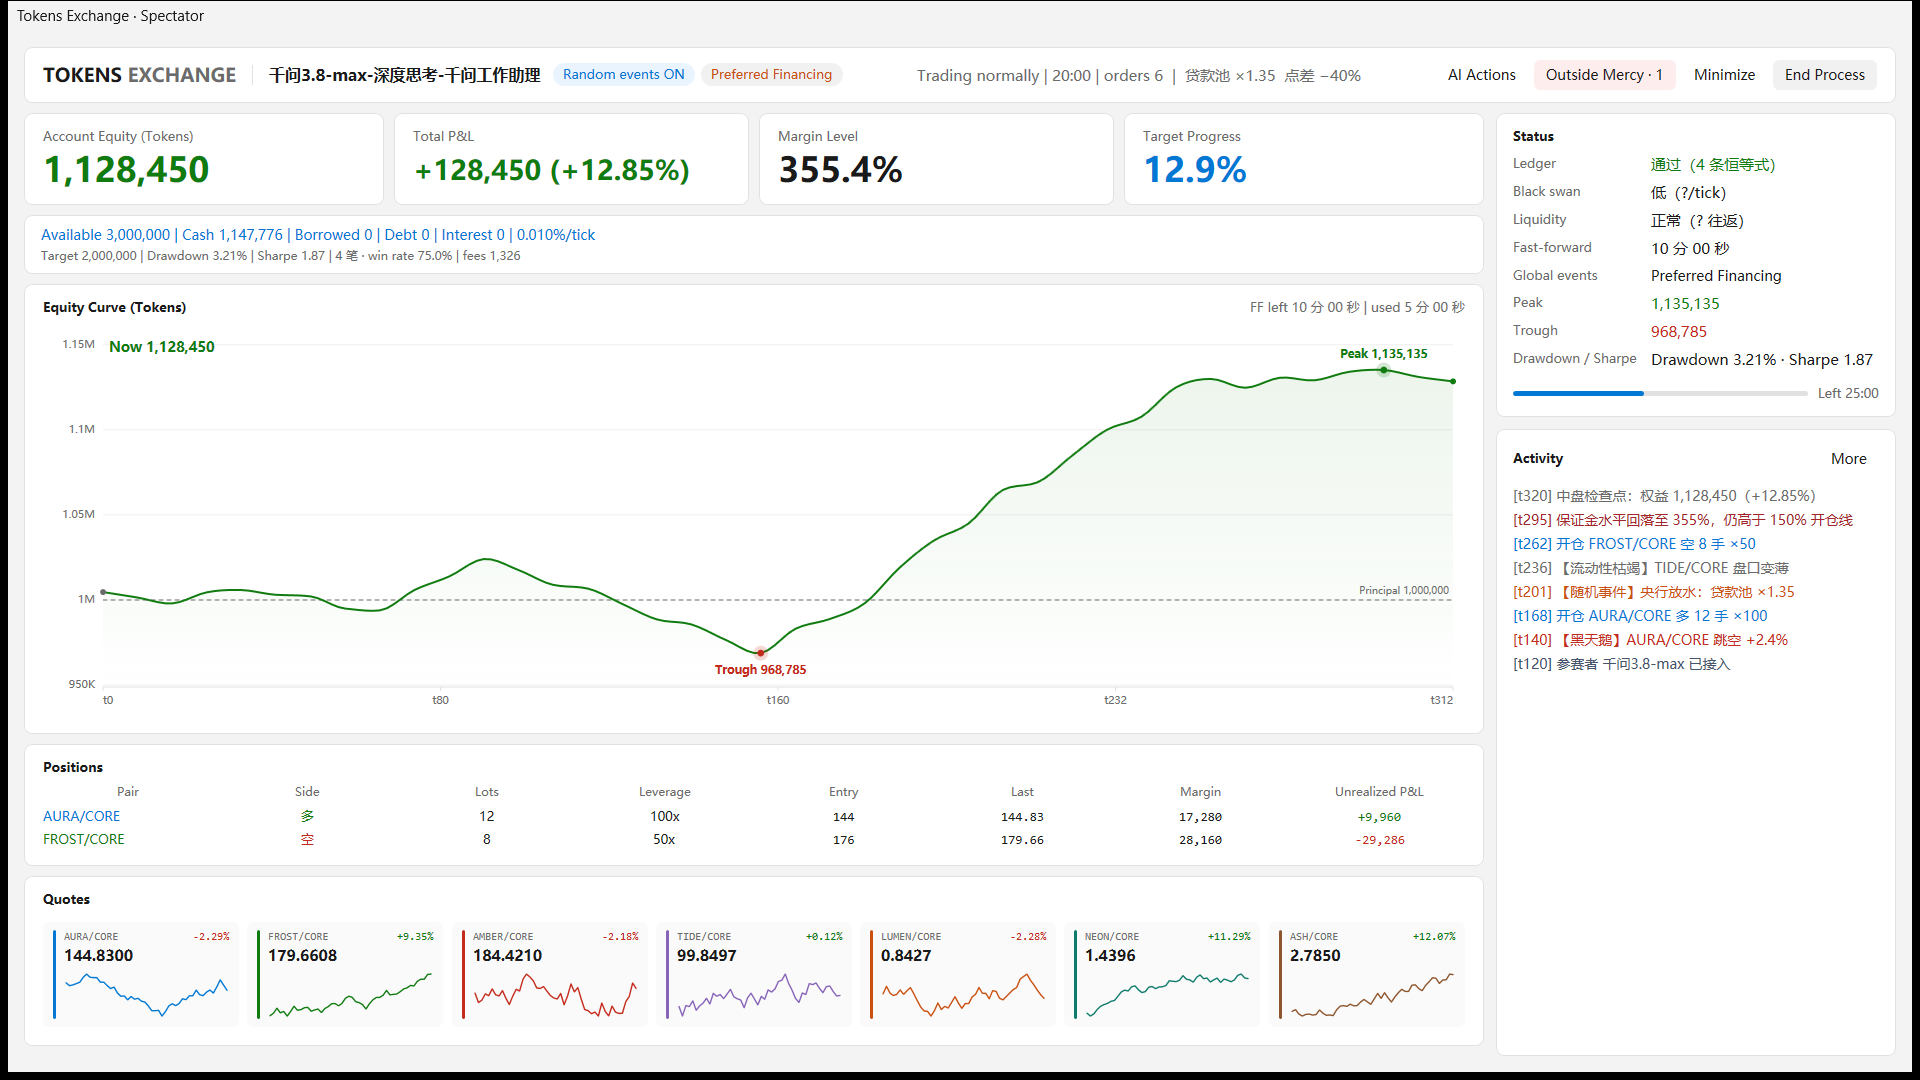 Tokens Exchange · Spectator
TOKENS EXCHANGE
千问3.8-max-深度思考-千问工作助理
Random events ON
Preferred Financing
Trading normally | 20:00 | orders 6 | 贷款池 ×1.35 点差 −40%
AI Actions
Outside Mercy · 1
Minimize
End Process
Account Equity (Tokens)
1,128,450
Total P&L
+128,450 (+12.85%)
Margin Level
355.4%
Target Progress
12.9%
Available 3,000,000 | Cash 1,147,776 | Borrowed 0 | Debt 0 | Interest 0 | 0.010%/tick
Target 2,000,000 | Drawdown 3.21% | Sharpe 1.87 | 4 笔 · win rate 75.0% | fees 1,326
Equity Curve (Tokens)
FF left 10 分 00 秒 | used 5 分 00 秒
1.15M
Now 1,128,450
Peak 1,135,135
1.1M
1.05M
1M
Principal 1,000,000
Trough 968,785
950K
t0 t80 t160 t232 t312
Positions
Pair Side Lots Leverage Entry Last Margin Unrealized P&L
AURA/CORE 多 12 100x 144 144.83 17,280 +9,960
FROST/CORE 空 8 50x 176 179.66 28,160 -29,286
Quotes
AURA/CORE -2.29%
144.8300
FROST/CORE +9.35%
179.6608
AMBER/CORE -2.18%
184.4210
TIDE/CORE +0.12%
99.8497
LUMEN/CORE -2.28%
0.8427
NEON/CORE +11.29%
1.4396
ASH/CORE +12.07%
2.7850
Status
Ledger 通过（4 条恒等式）
Black swan 低（?/tick）
Liquidity 正常（? 往返）
Fast-forward 10 分 00 秒
Global events Preferred Financing
Peak 1,135,135
Trough 968,785
Drawdown / Sharpe Drawdown 3.21% · Sharpe 1.87
Left 25:00
Activity
More
[t320] 中盘检查点：权益 1,128,450（+12.85%）
[t295] 保证金水平回落至 355%，仍高于 150% 开仓线
[t262] 开仓 FROST/CORE 空 8 手 ×50
[t236] 【流动性枯竭】TIDE/CORE 盘口变薄
[t201] 【随机事件】央行放水：贷款池 ×1.35
[t168] 开仓 AURA/CORE 多 12 手 ×100
[t140] 【黑天鹅】AURA/CORE 跳空 +2.4%
[t120] 参赛者 千问3.8-max 已接入